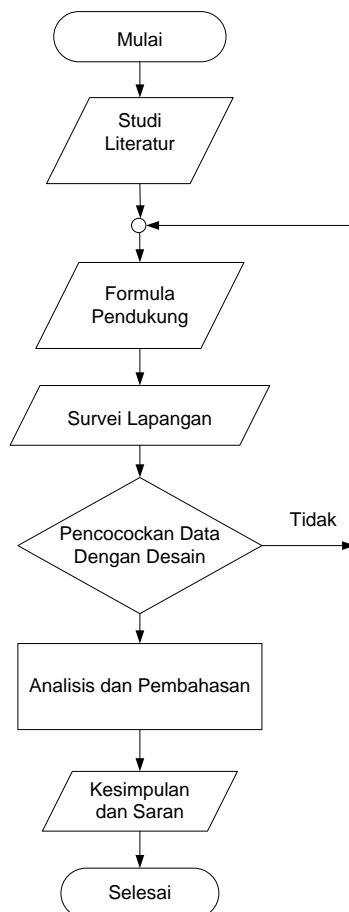 Mulai
Studi
Literatur
Formula
Pendukung
Survei Lapangan
Pencocockan Data
Dengan Desain
Tidak
Analisis dan Pembahasan
Kesimpulan
dan Saran
Selesai